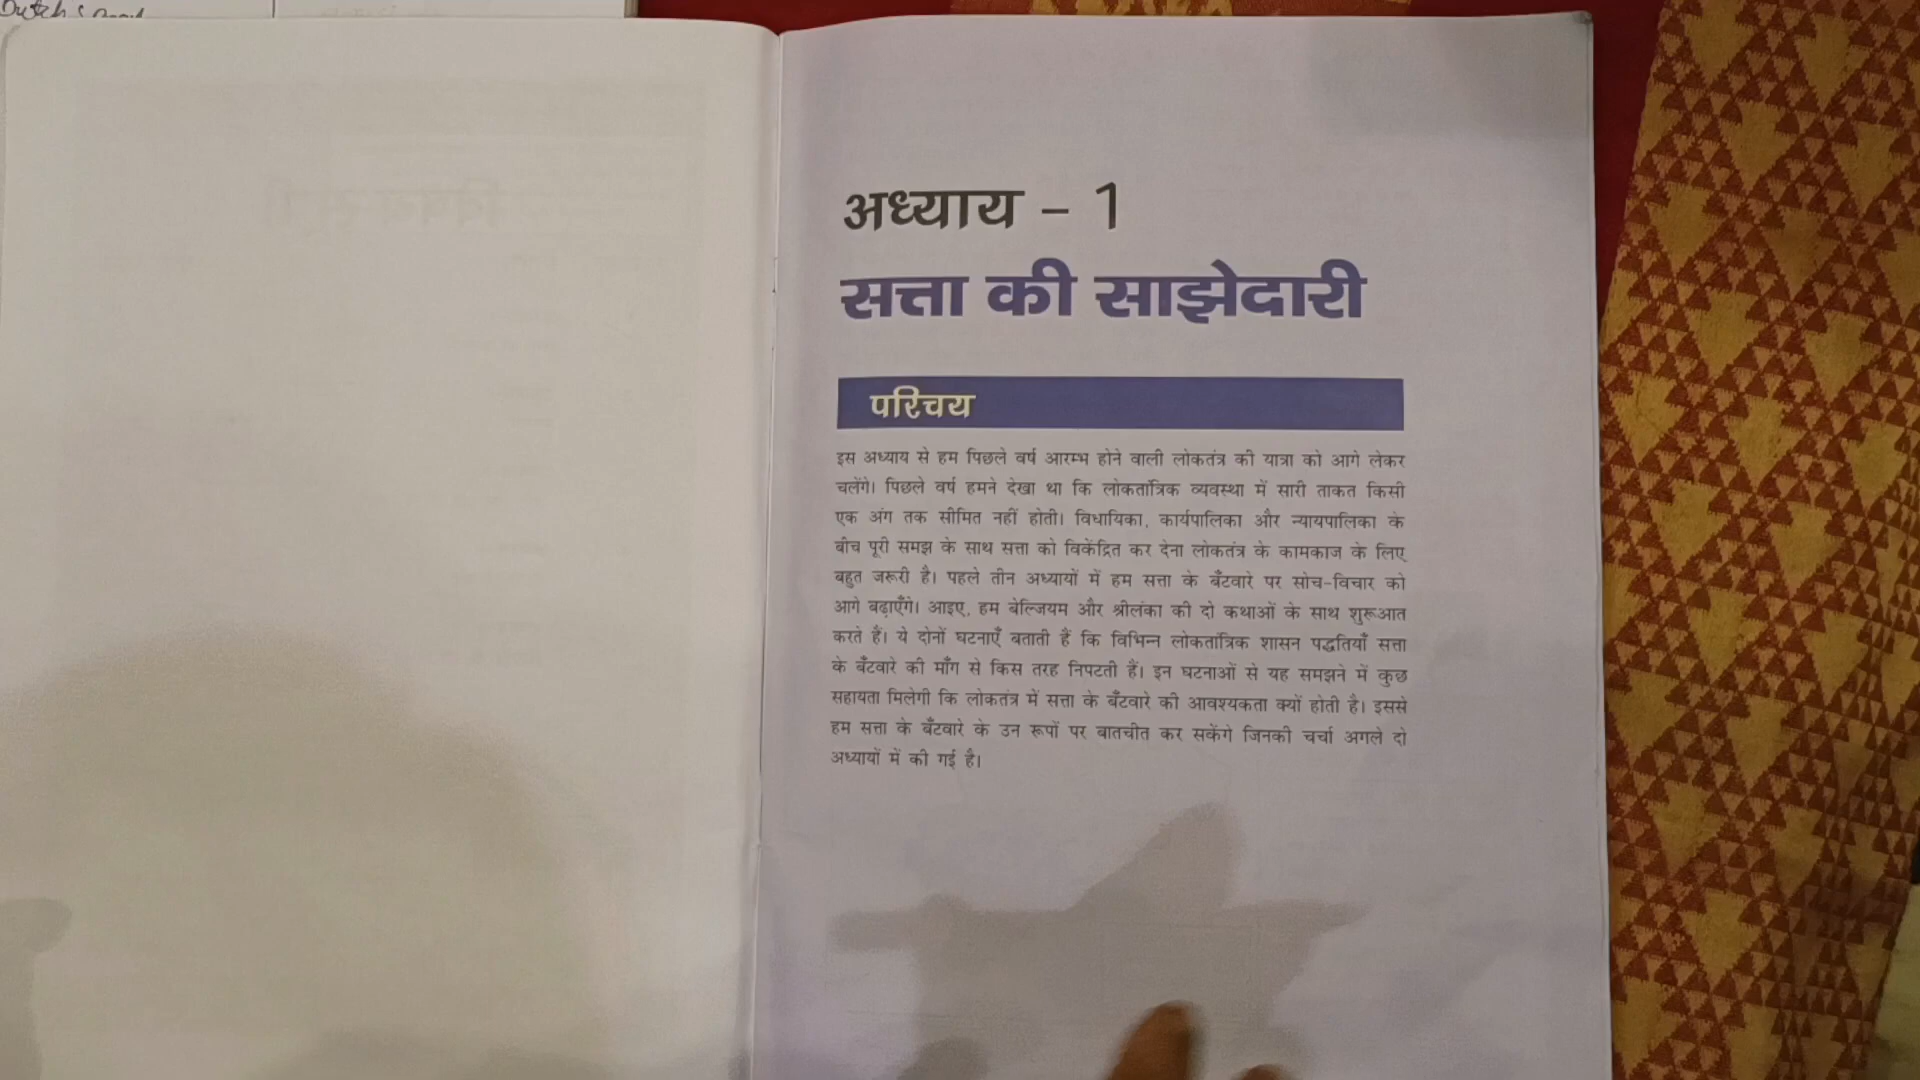 अध्याय – 1
सत्ता की साझेदारी
परिचय
इस अध्याय से हम पिछले वर्ष आरम्भ होने वाली लोकतंत्र की यात्रा को आगे लेकर
चलेंगे। पिछले वर्ष हमने देखा था कि लोकतांत्रिक व्यवस्था में सारी ताकत किसी
एक अंग तक सीमित नहीं होती। विधायिका, कार्यपालिका और न्यायपालिका के
बीच पूरी समझ के साथ सत्ता को विकेंद्रित कर देना लोकतंत्र के कामकाज के लिए
बहुत जरूरी है। पहले तीन अध्यायों में हम सत्ता के बँटवारे पर सोच-विचार को
आगे बढ़ाएँगे। आइए, हम बेल्जियम और श्रीलंका की दो कथाओं के साथ शुरूआत
करते हैं। ये दोनों घटनाएँ बताती हैं कि विभिन्न लोकतांत्रिक शासन पद्धतियाँ सत्ता
के बँटवारे की माँग से किस तरह निपटती हैं। इन घटनाओं से यह समझने में कुछ
सहायता मिलेगी कि लोकतंत्र में सत्ता के बँटवारे की आवश्यकता क्यों होती है। इससे
हम सत्ता के बँटवारे के उन रूपों पर बातचीत कर सकेंगे जिनकी चर्चा अगले दो
अध्यायों में की गई है।